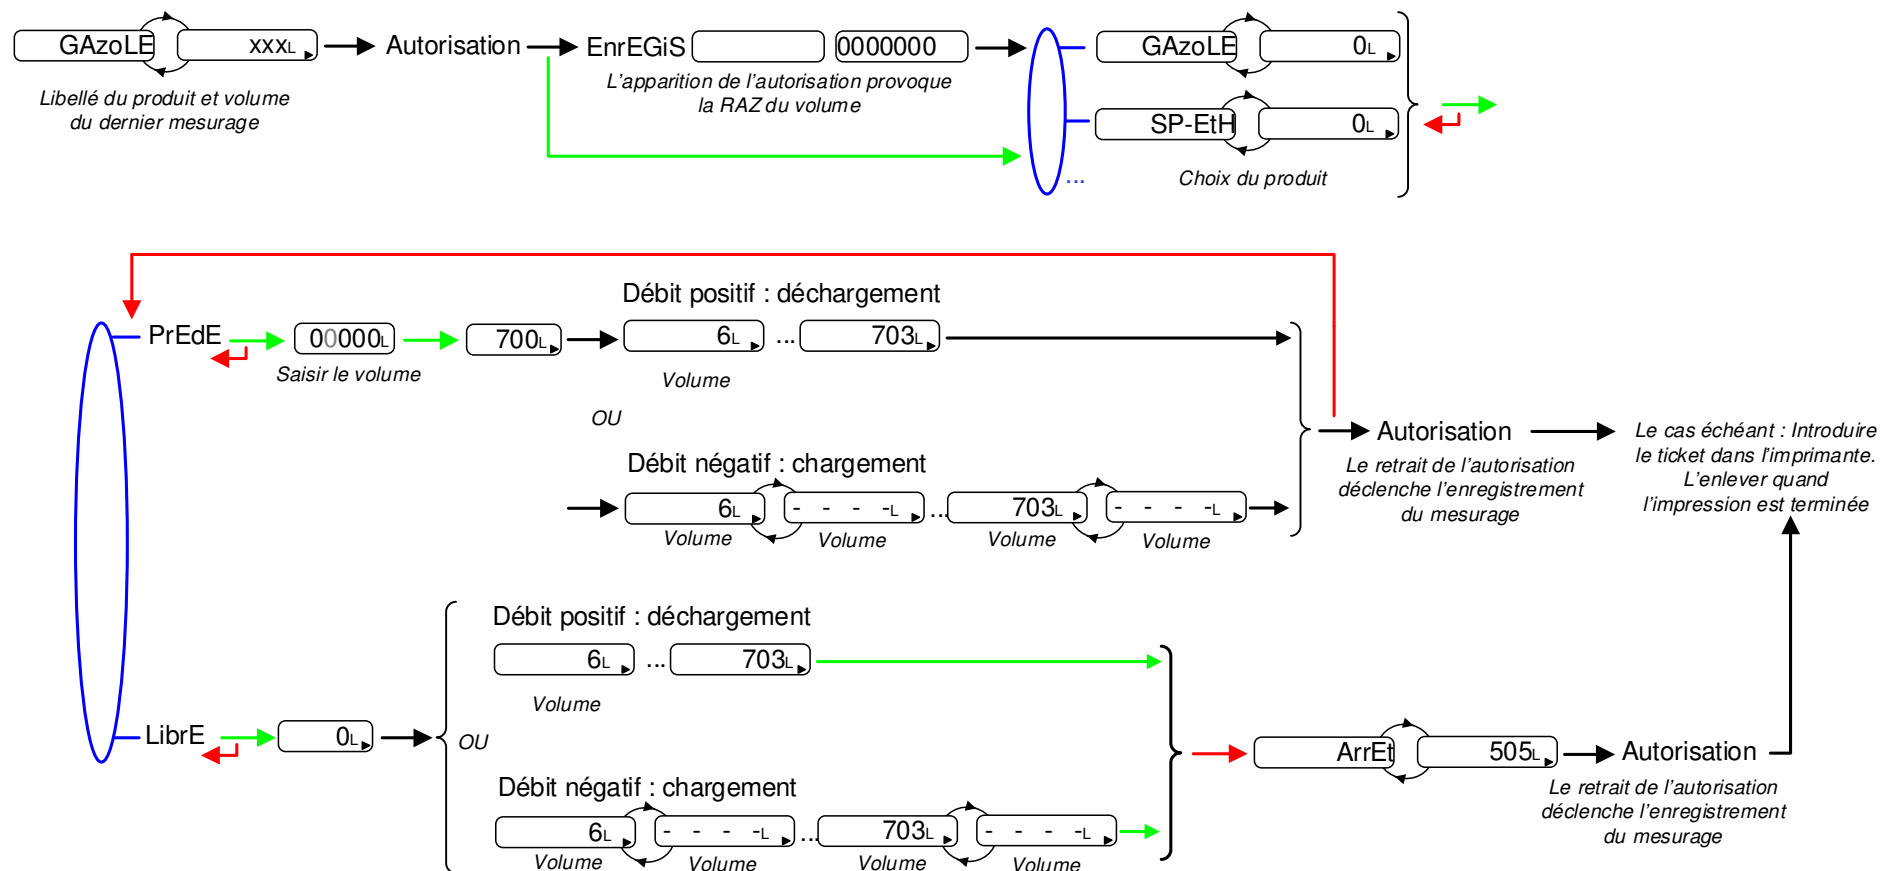 GAzoLE xxxL Autorisation EnrEGiS 0000000 GAzoLE 0L
Libellé du produit et volume
du dernier mesurage
L'apparition de l'autorisation provoque
la RAZ du volume
SP-EtH 0L
...
Choix du produit
Débit positif : déchargement
PrEdE 00000L 700L 6L ... 703L
Saisir le volume
Volume
OU
Débit négatif : chargement
6L - - - -L ... 703L - - - -L
Volume Volume Volume Volume
Autorisation
Le retrait de l'autorisation
déclenche l'enregistrement
du mesurage
Le cas échéant : Introduire
le ticket dans l'imprimante.
L'enlever quand
l'impression est terminée
Débit positif : déchargement
6L ... 703L
Volume
LibrE 0L OU
Débit négatif : chargement
6L - - - -L ... 703L - - - -L
Volume Volume Volume Volume
ArrEt 505L Autorisation
Le retrait de l'autorisation
déclenche l'enregistrement
du mesurage